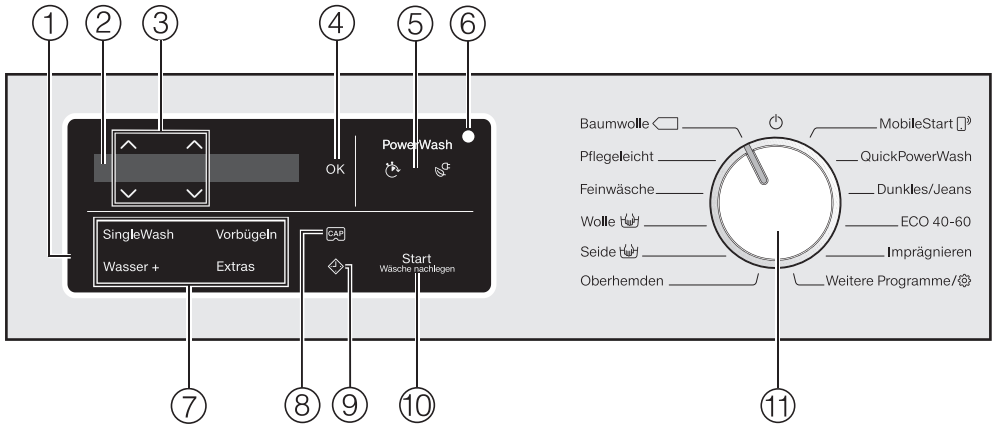 ① ② ③ ④ ⑤ ⑥
PowerWash
OK
SingleWash Vorbügeln
CAP
Wasser + Extras
Start
Wäsche nachlegen
Baumwolle MobileStart
Pflegeleicht QuickPowerWash
Feinwäsche Dunkles/Jeans
Wolle ECO 40-60
Seide Imprägnieren
Oberhemden Weitere Programme/
⑦ ⑧ ⑨ ⑩ ⑪